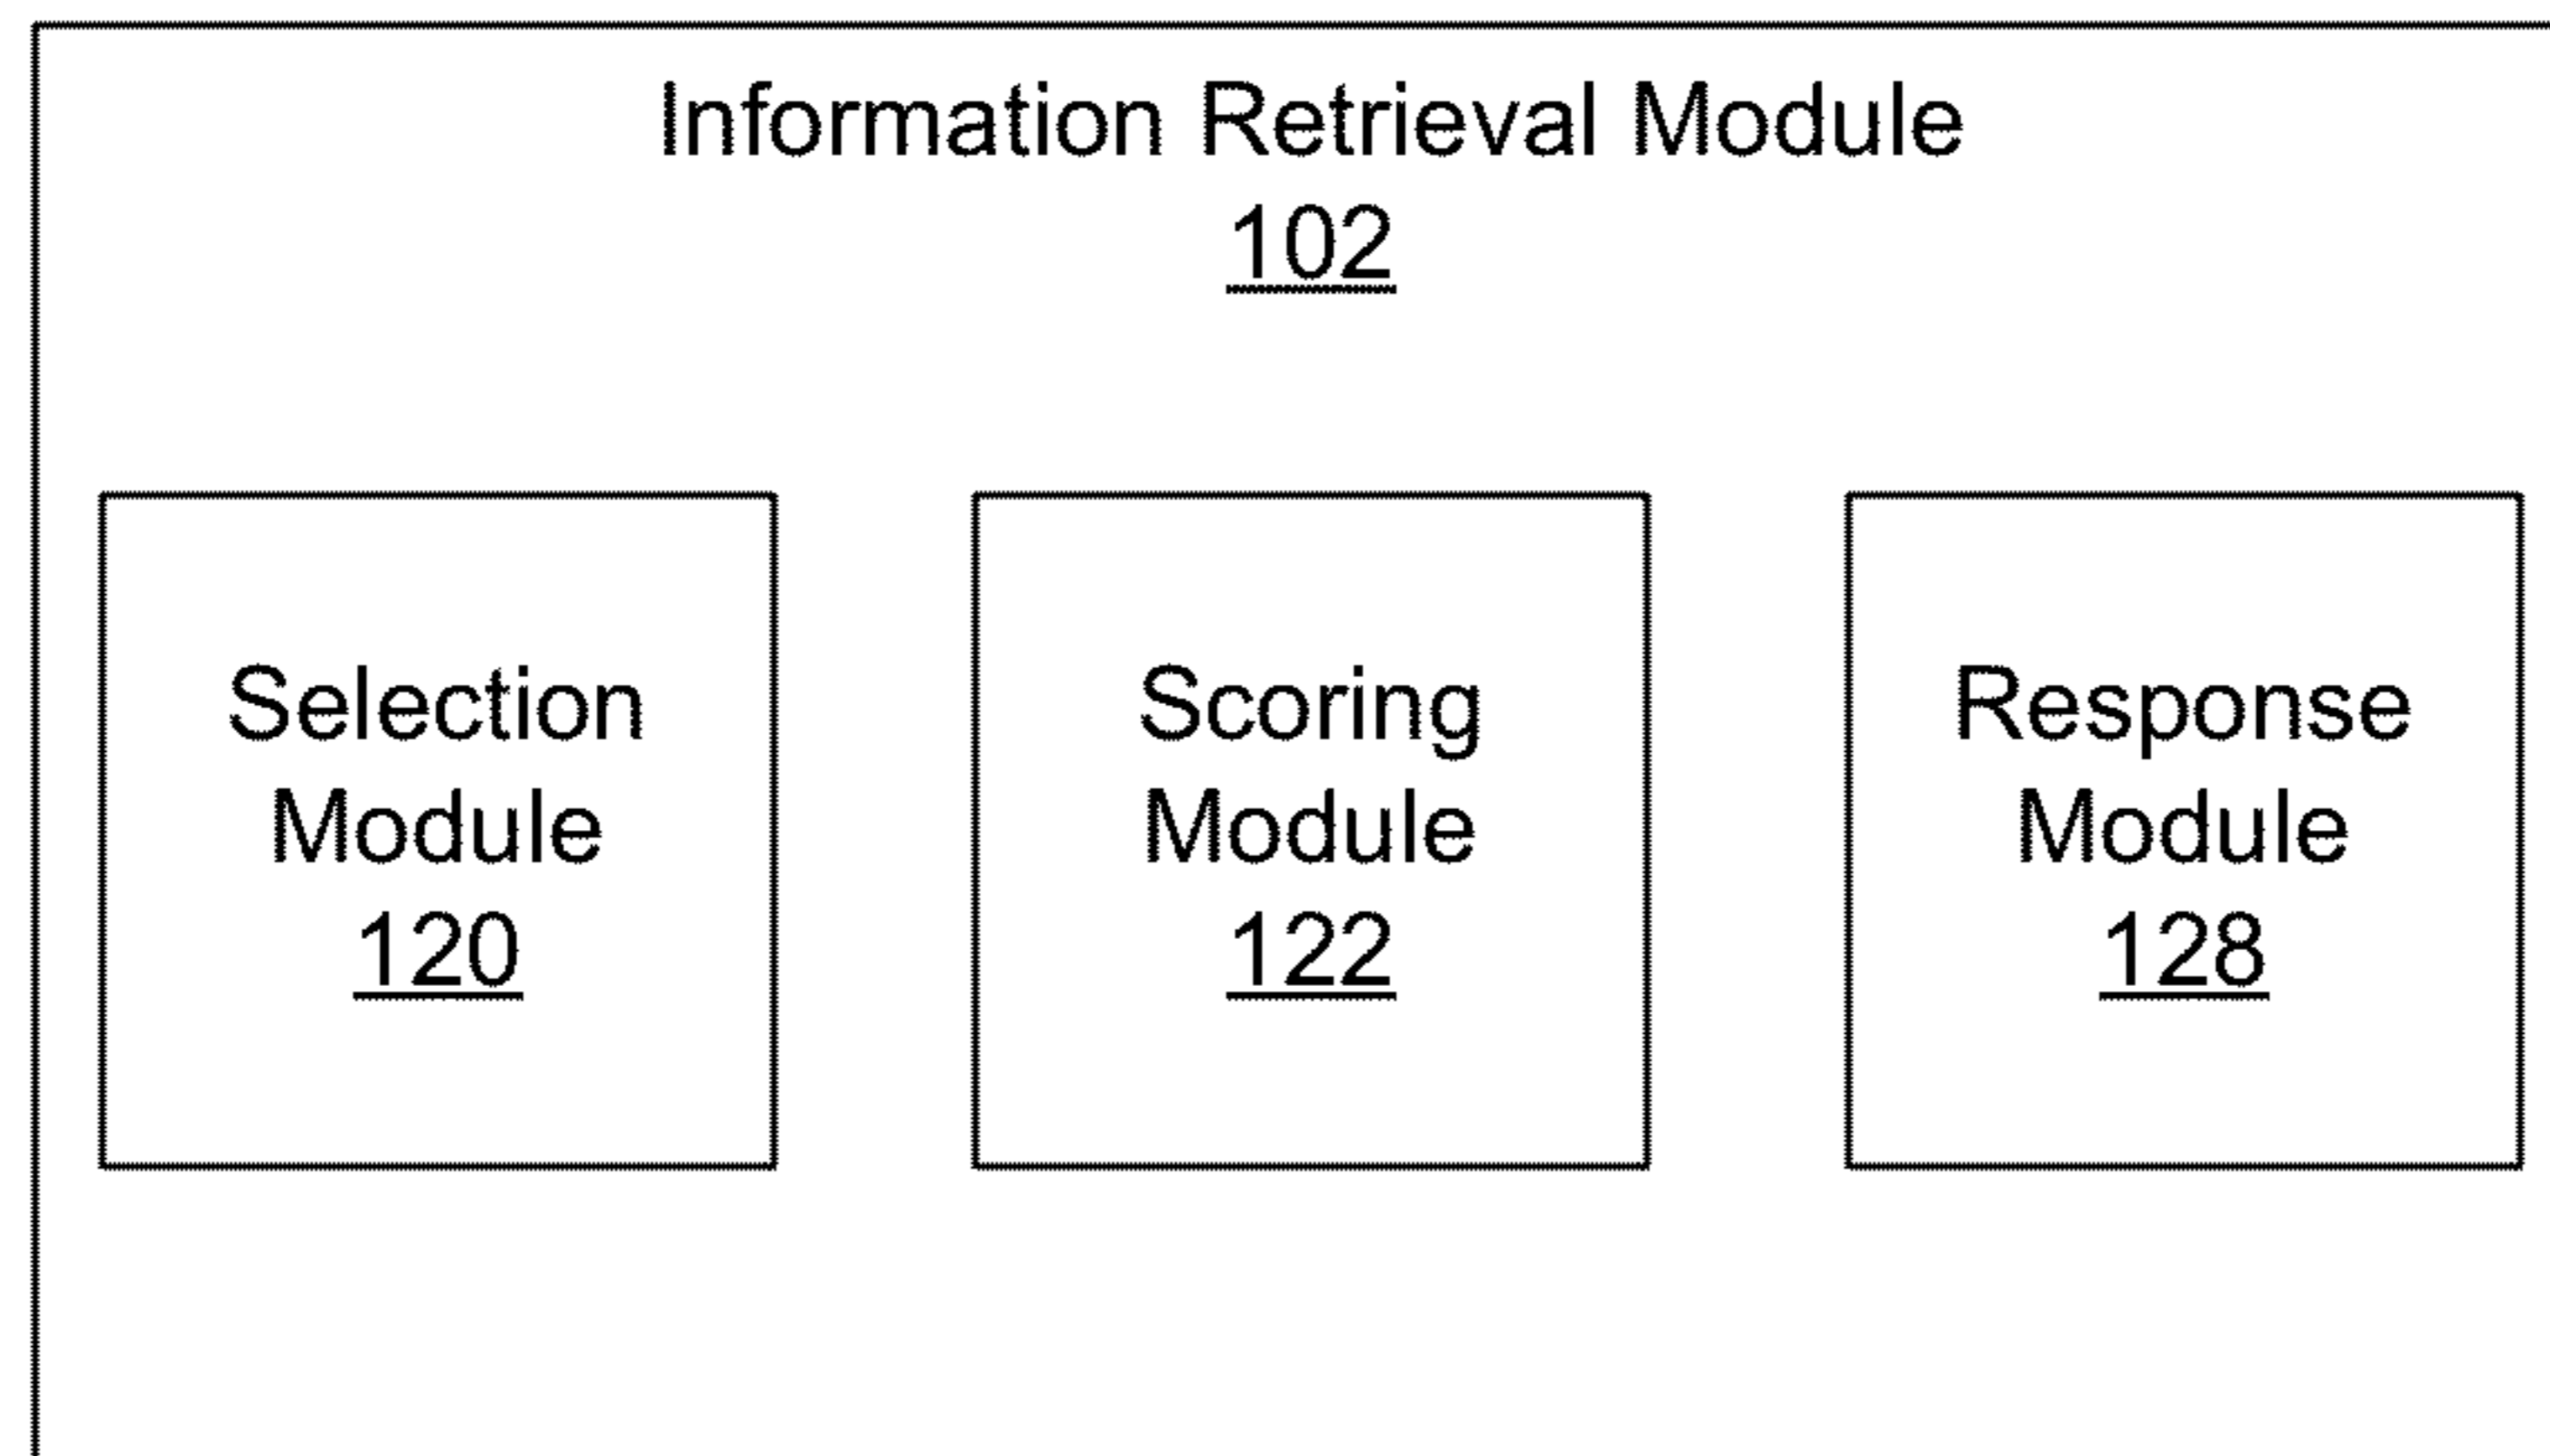 Information Retrieval Module
102
Selection
Module
120
Scoring
Module
122
Response
Module
128